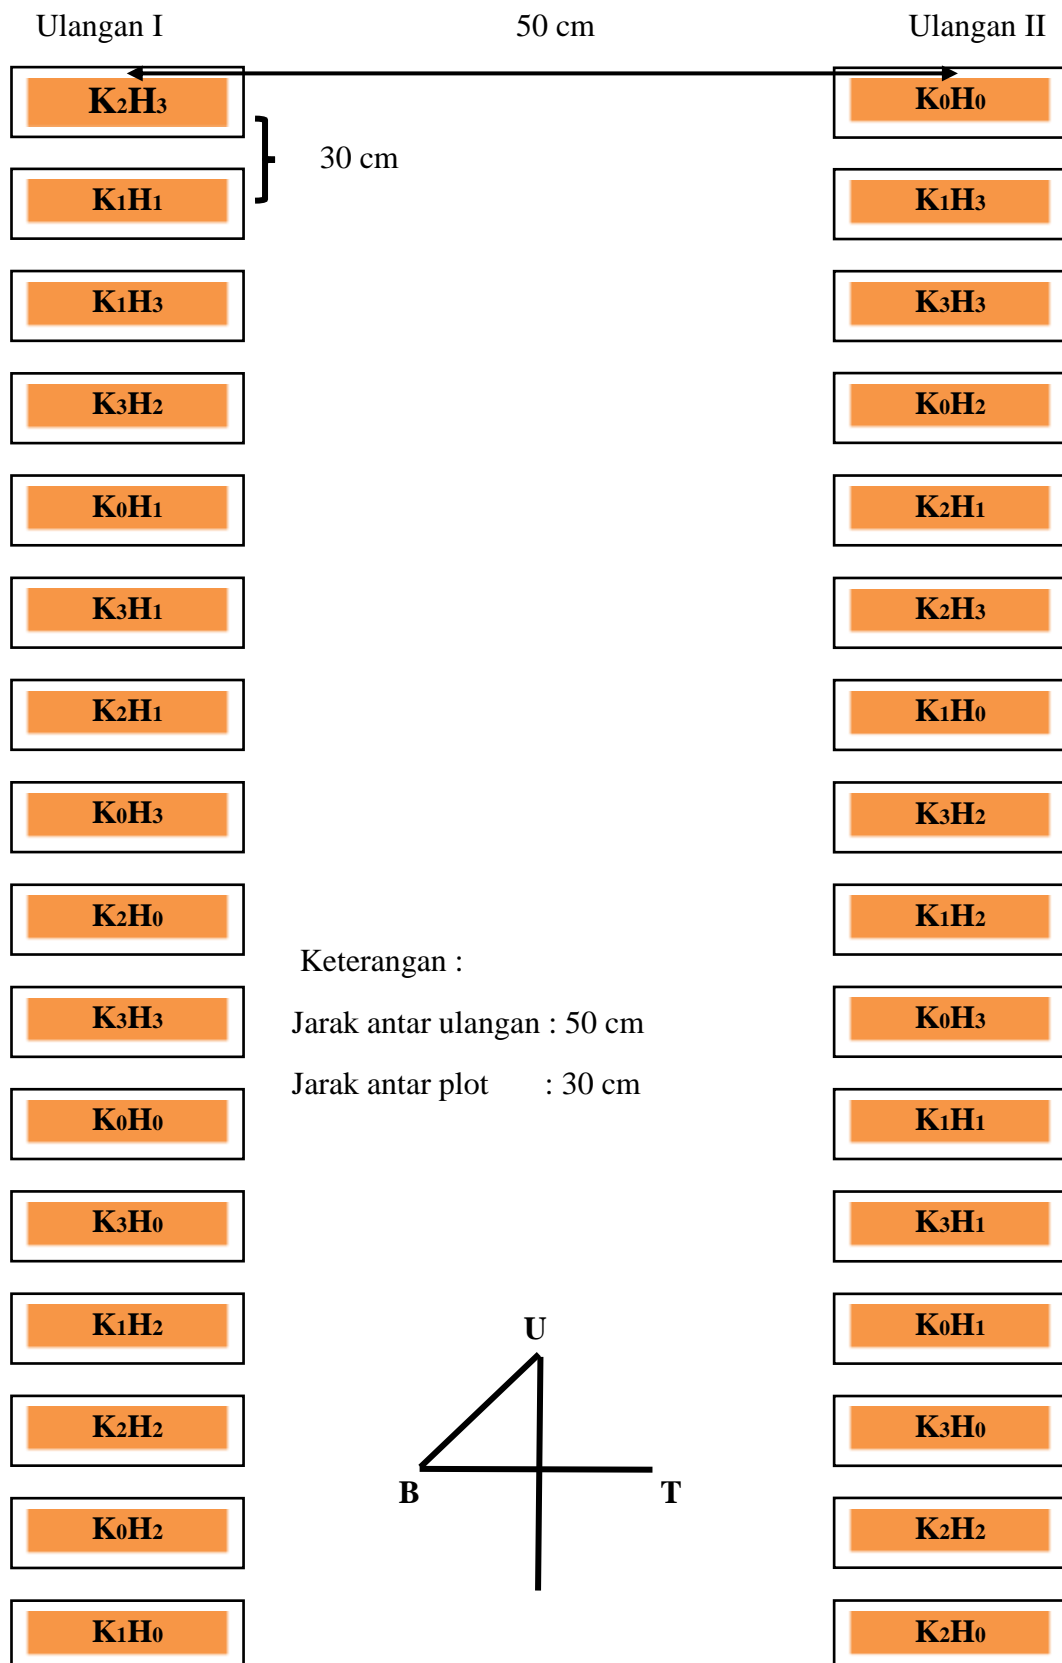 Ulangan I 50 cm Ulangan II
K2H3 K0H0
30 cm
K1H1 K1H3
K1H3 K3H3
K3H2 K0H2
K0H1 K2H1
K3H1 K2H3
K2H1 K1H0
K0H3 K3H2
K2H0 K1H2
Keterangan :
K3H3 Jarak antar ulangan : 50 cm K0H3
Jarak antar plot : 30 cm
K0H0 K1H1
K3H0 K3H1
K1H2 U K0H1
K2H2 K3H0
B T
K0H2 K2H2
K1H0 K2H0